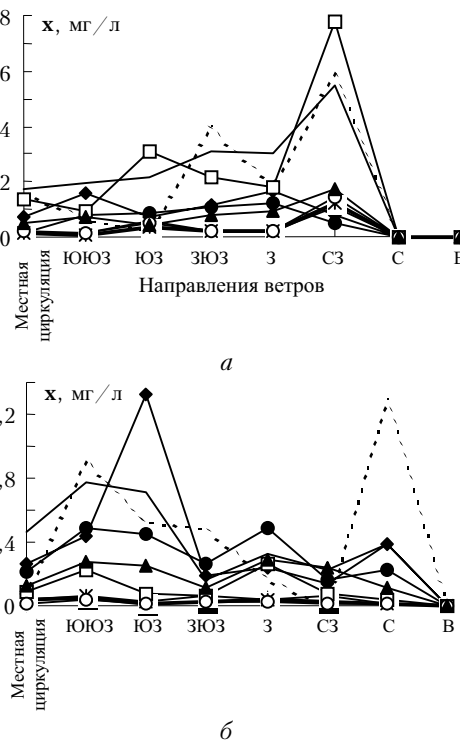 x, мг/л
8
6
4
2
0
Местная циркуляция
ЮЮЗ ЮЗ ЗЮЗ З СЗ С В
Направления ветров
а
x, мг/л
,2
,8
,4
0
Местная циркуляция
ЮЮЗ ЮЗ ЗЮЗ З СЗ С В
б